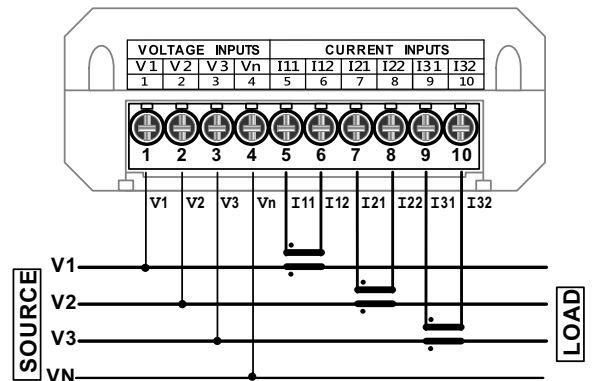 VOLTAGE INPUTS CURRENT INPUTS
V1 V2 V3 Vn I11 I12 I21 I22 I31 I32
1 2 3 4 5 6 7 8 9 10
1 2 3 4 5 6 7 8 9 10
V1 V2 V3 Vn I11 I12 I21 I22 I31 I32
V1
V2
V3
VN
SOURCE
LOAD